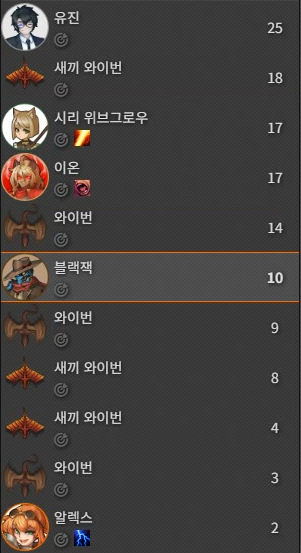 유진 25
새끼 와이번 18
시리 위브그로우 17
이온 17
와이번 14
블랙잭 10
와이번 9
새끼 와이번 8
새끼 와이번 4
와이번 3
알렉스 2